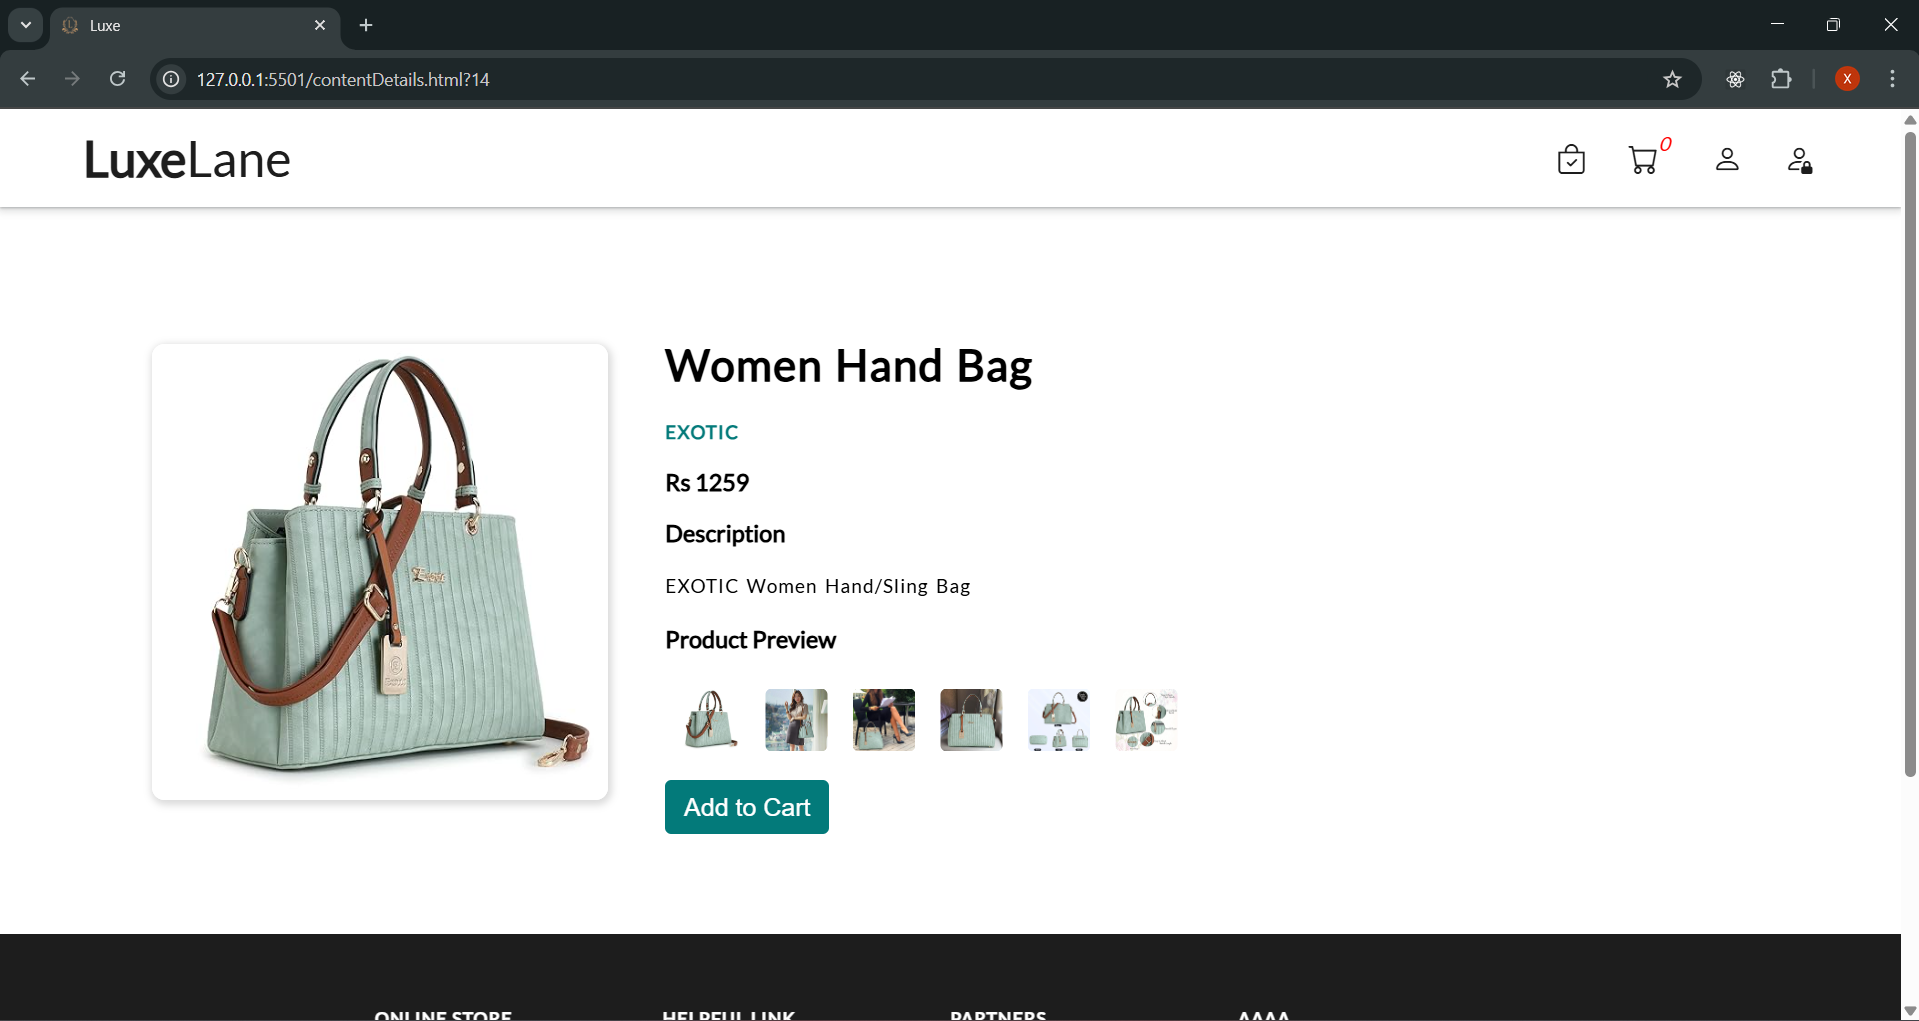 Luxe
127.0.0.1:5501/contentDetails.html?14
X
LuxeLane
0
Women Hand Bag
EXOTIC
Rs 1259
Description
EXOTIC Women Hand/Sling Bag
Product Preview
Exotic
Add to Cart
ONLINE STORE
HELPFUL LINK
PARTNERS
AAAA